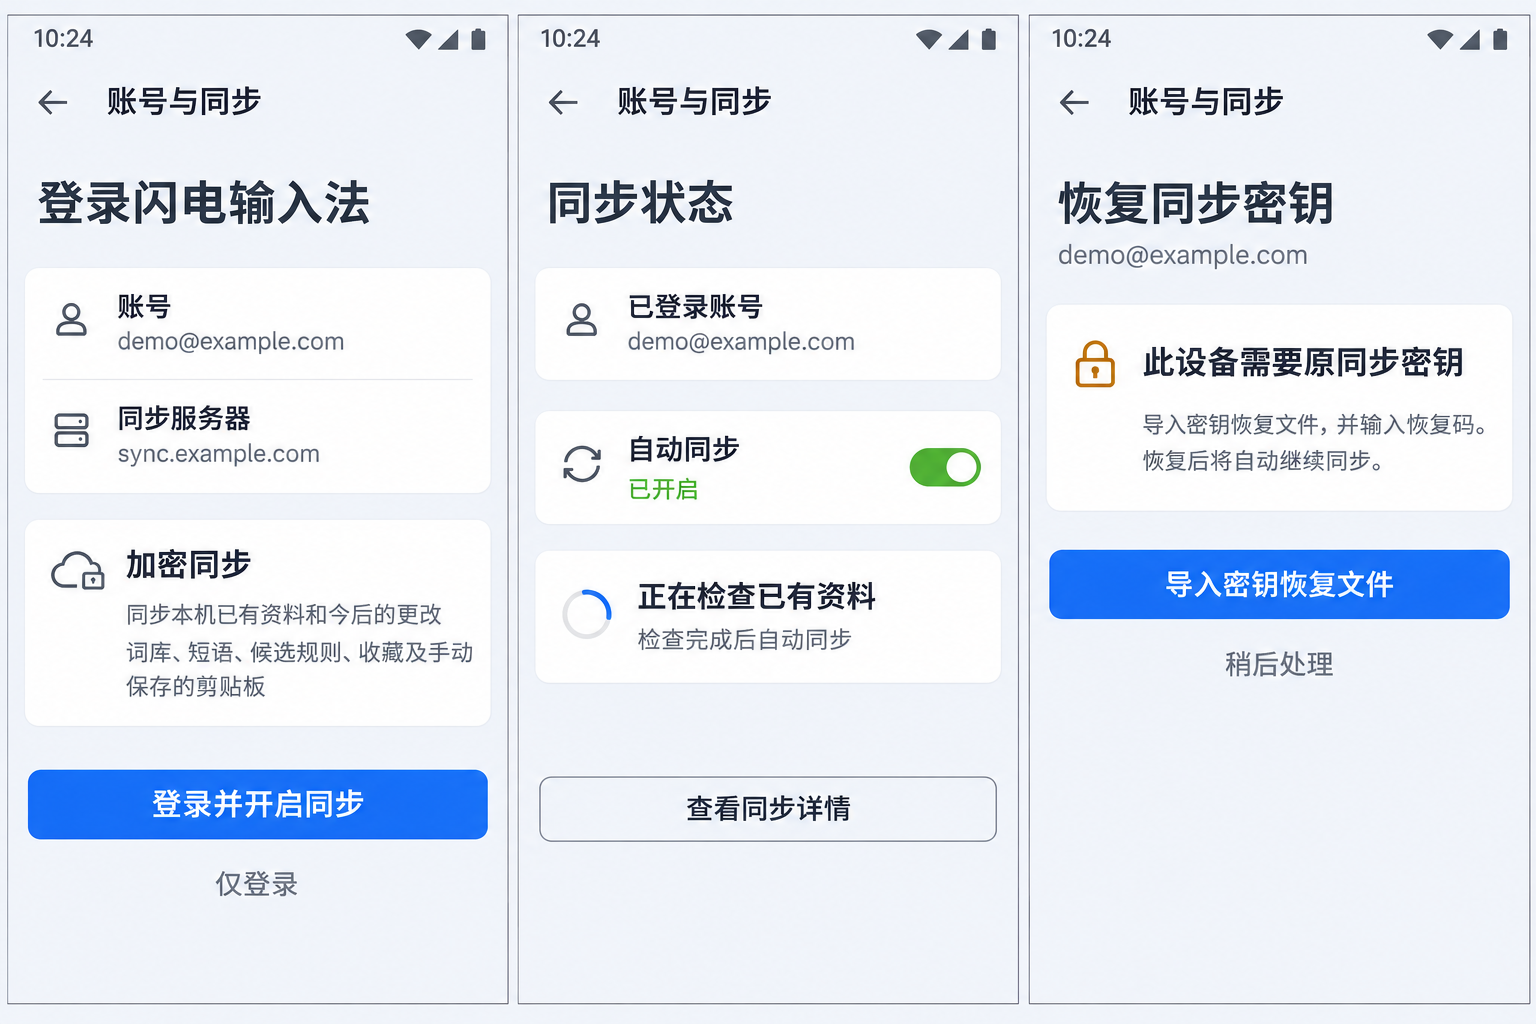 10:24
账号与同步
登录闪电输入法
账号
demo@example.com
同步服务器
sync.example.com
加密同步
同步本机已有资料和今后的更改
词库、短语、候选规则、收藏及手动
保存的剪贴板
登录并开启同步
仅登录
10:24
账号与同步
同步状态
已登录账号
demo@example.com
自动同步
已开启
正在检查已有资料
检查完成后自动同步
查看同步详情
10:24
账号与同步
恢复同步密钥
demo@example.com
此设备需要原同步密钥
导入密钥恢复文件，并输入恢复码。
恢复后将自动继续同步。
导入密钥恢复文件
稍后处理